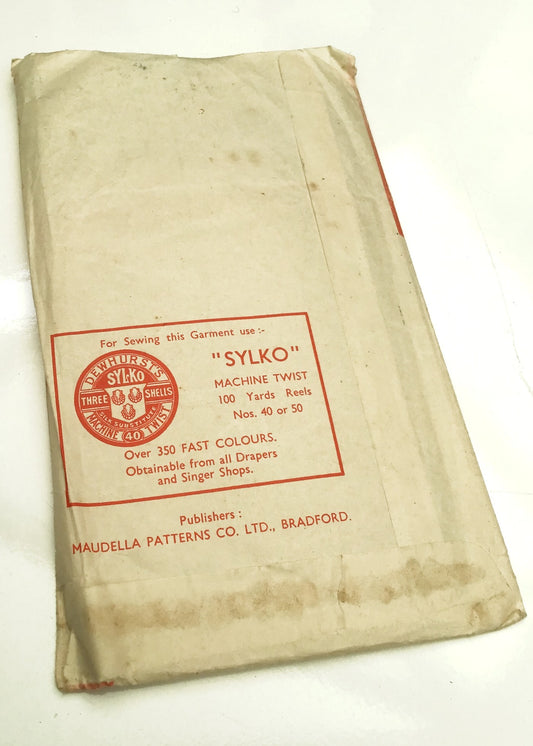 For Sewing this Garment use :-
DEWHURST'S
SYLKO
THREE SHELLS
SILK SUBSTITUTE
MACHINE (40) TWIST
"SYLKO"
MACHINE TWIST
100 Yards Reels
Nos. 40 or 50
Over 350 FAST COLOURS.
Obtainable from all Drapers
and Singer Shops.
Publishers :
MAUDELLA PATTERNS CO. LTD., BRADFORD.